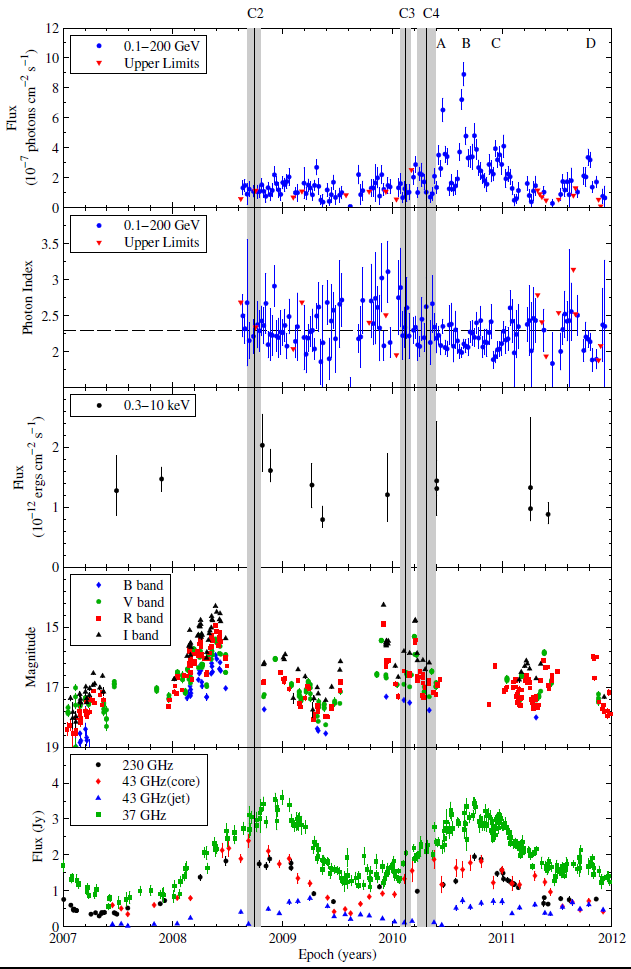 C2 C3 C4
12
10
8
6
4
2
0
Flux
(10⁻⁷ photons cm⁻² s⁻¹)
0.1−200 GeV
Upper Limits
A B C D
3.5
3
2.5
2
Photon Index
0.1−200 GeV
Upper Limits
2
1
0
Flux
(10⁻¹² ergs cm⁻² s⁻¹)
0.3−10 keV
15
17
19
Magnitude
B band
V band
R band
I band
4
3
2
1
0
Flux (Jy)
230 GHz
43 GHz(core)
43 GHz(jet)
37 GHz
2007 2008 2009 2010 2011 2012
Epoch (years)